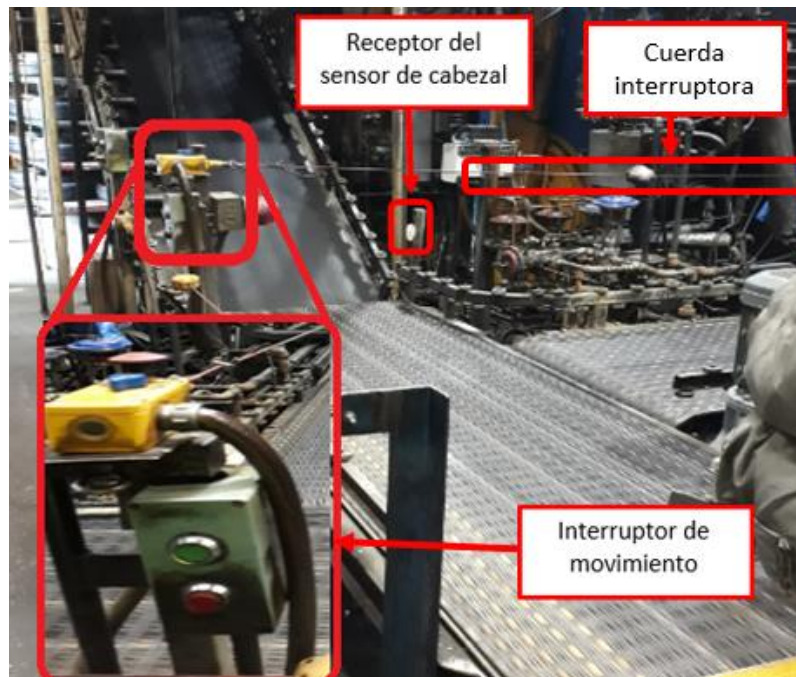 Receptor del
sensor de cabezal
Cuerda
interruptora
Interruptor de
movimiento